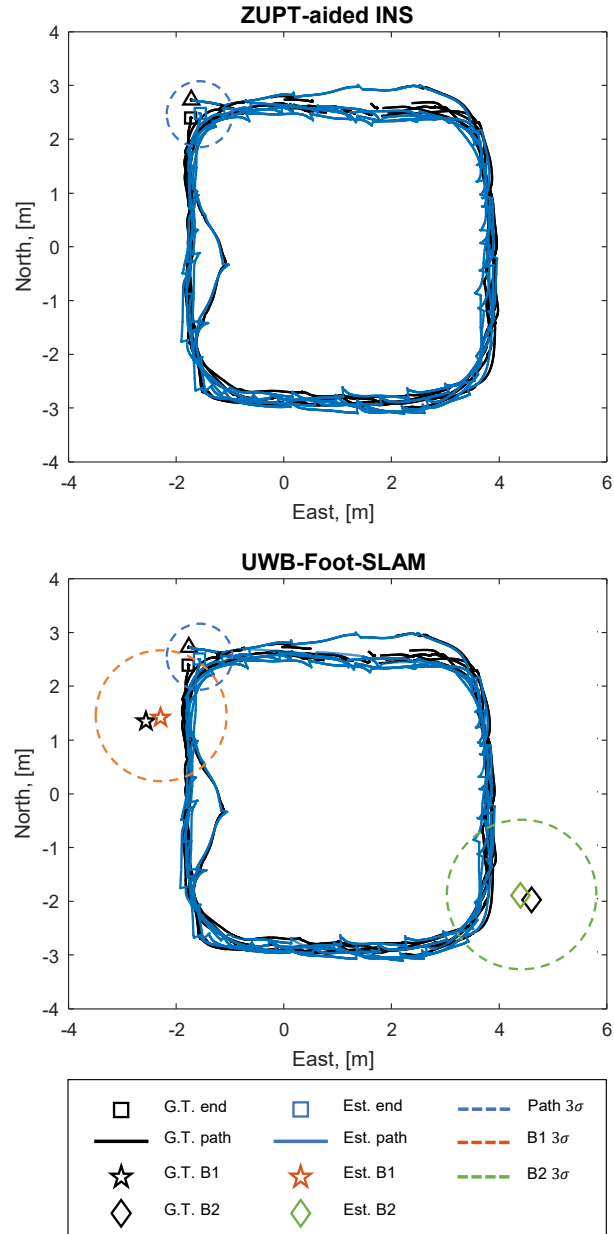 ZUPT-aided INS
4
3
2
1
0
-1
-2
-3
-4
North, [m]
-4 -2 0 2 4 6
East, [m]
UWB-Foot-SLAM
4
3
2
1
0
-1
-2
-3
-4
North, [m]
-4 -2 0 2 4 6
East, [m]
G.T. end Est. end Path 3σ
G.T. path Est. path B1 3σ
G.T. B1 Est. B1 B2 3σ
G.T. B2 Est. B2